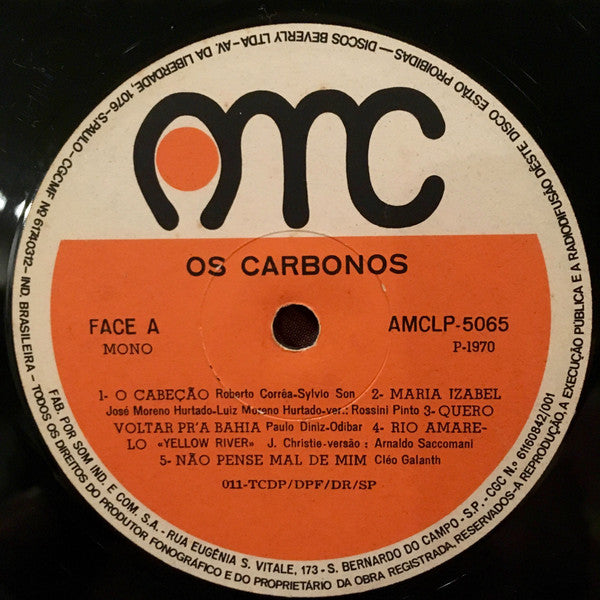 AMC
OS CARBONOS
FACE A
MONO
AMCLP-5065
P-1970
1- O CABEÇÃO Roberto Corrêa-Sylvio Son 2- MARIA IZABEL
José Moreno Hurtado-Luiz Moreno Hurtado-ver.: Rossini Pinto 3- QUERO
VOLTAR PR'A BAHIA Paulo Diniz-Odibar 4- RIO AMARE-
LO «YELLOW RIVER» J. Christie-versão: Arnaldo Saccomani
5- NÃO PENSE MAL DE MIM Cléo Galanth
011-TCDP/DPF/DR/SP
FAB. POR SOM IND. E COM. S.A. - RUA EUGÊNIA S. VITALE, 173 - S. BERNARDO DO CAMPO - S.P. - CGC N.º 61160842/001
DISCOS BEVERLY LTDA - AV. DA LIBERDADE, 1076 - S.PAULO - CGCMF Nº 61740312 - IND. BRASILEIRA - TODOS OS DIREITOS DO PRODUTOR FONOGRÁFICO E DO PROPRIETÁRIO DA OBRA REGISTRADA, RESERVADOS - A REPRODUÇÃO, A EXECUÇÃO PÚBLICA E A RADIODIFUSÃO DÊSTE DISCO ESTÃO PROIBIDAS —